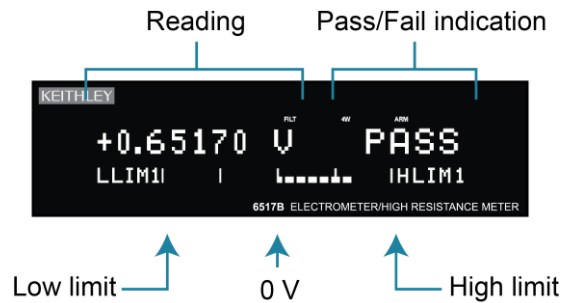 Reading Pass/Fail indication
KEITHLEY
FILT 4W ARM
+0.65170 V PASS
LLIM1 HLIM1
6517B ELECTROMETER/HIGH RESISTANCE METER
Low limit 0 V High limit